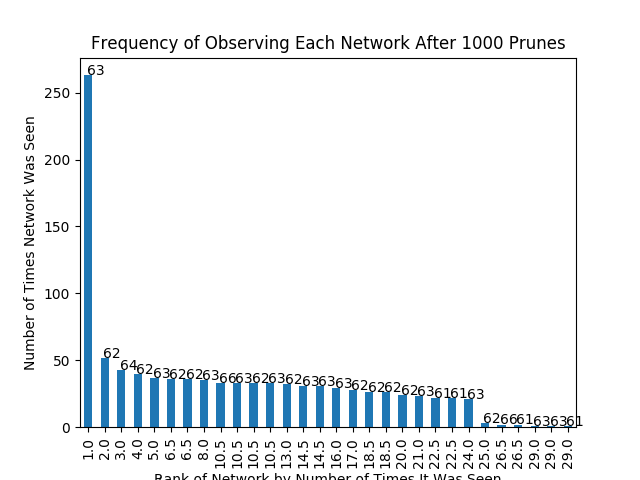 Frequency of Observing Each Network After 1000 Prunes
Number of Times Network Was Seen
250
200
150
100
50
0
63
62
64
62 63 62 62 63 66 63 62 63 62 63 63 63 62 62 62 62 63 61 61 63
62 66 61 63 63 61
1.0 2.0 3.0 4.0 5.0 6.5 6.5 8.0 10.5 10.5 10.5 10.5 13.0 14.5 14.5 16.0 17.0 18.5 18.5 20.0 21.0 22.5 22.5 24.0 25.0 26.5 26.5 29.0 29.0 29.0
Rank of Network by Number of Times It Was Seen